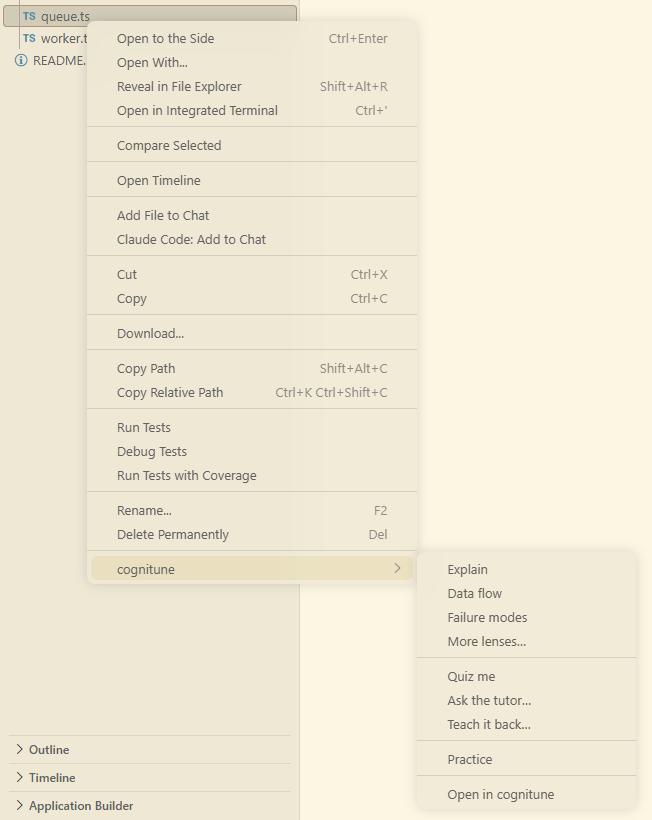 TS queue.ts
TS worker.t
README.
Open to the Side Ctrl+Enter
Open With...
Reveal in File Explorer Shift+Alt+R
Open in Integrated Terminal Ctrl+'
Compare Selected
Open Timeline
Add File to Chat
Claude Code: Add to Chat
Cut Ctrl+X
Copy Ctrl+C
Download...
Copy Path Shift+Alt+C
Copy Relative Path Ctrl+K Ctrl+Shift+C
Run Tests
Debug Tests
Run Tests with Coverage
Rename... F2
Delete Permanently Del
cognitune
Explain
Data flow
Failure modes
More lenses...
Quiz me
Ask the tutor...
Teach it back...
Practice
Open in cognitune
Outline
Timeline
Application Builder